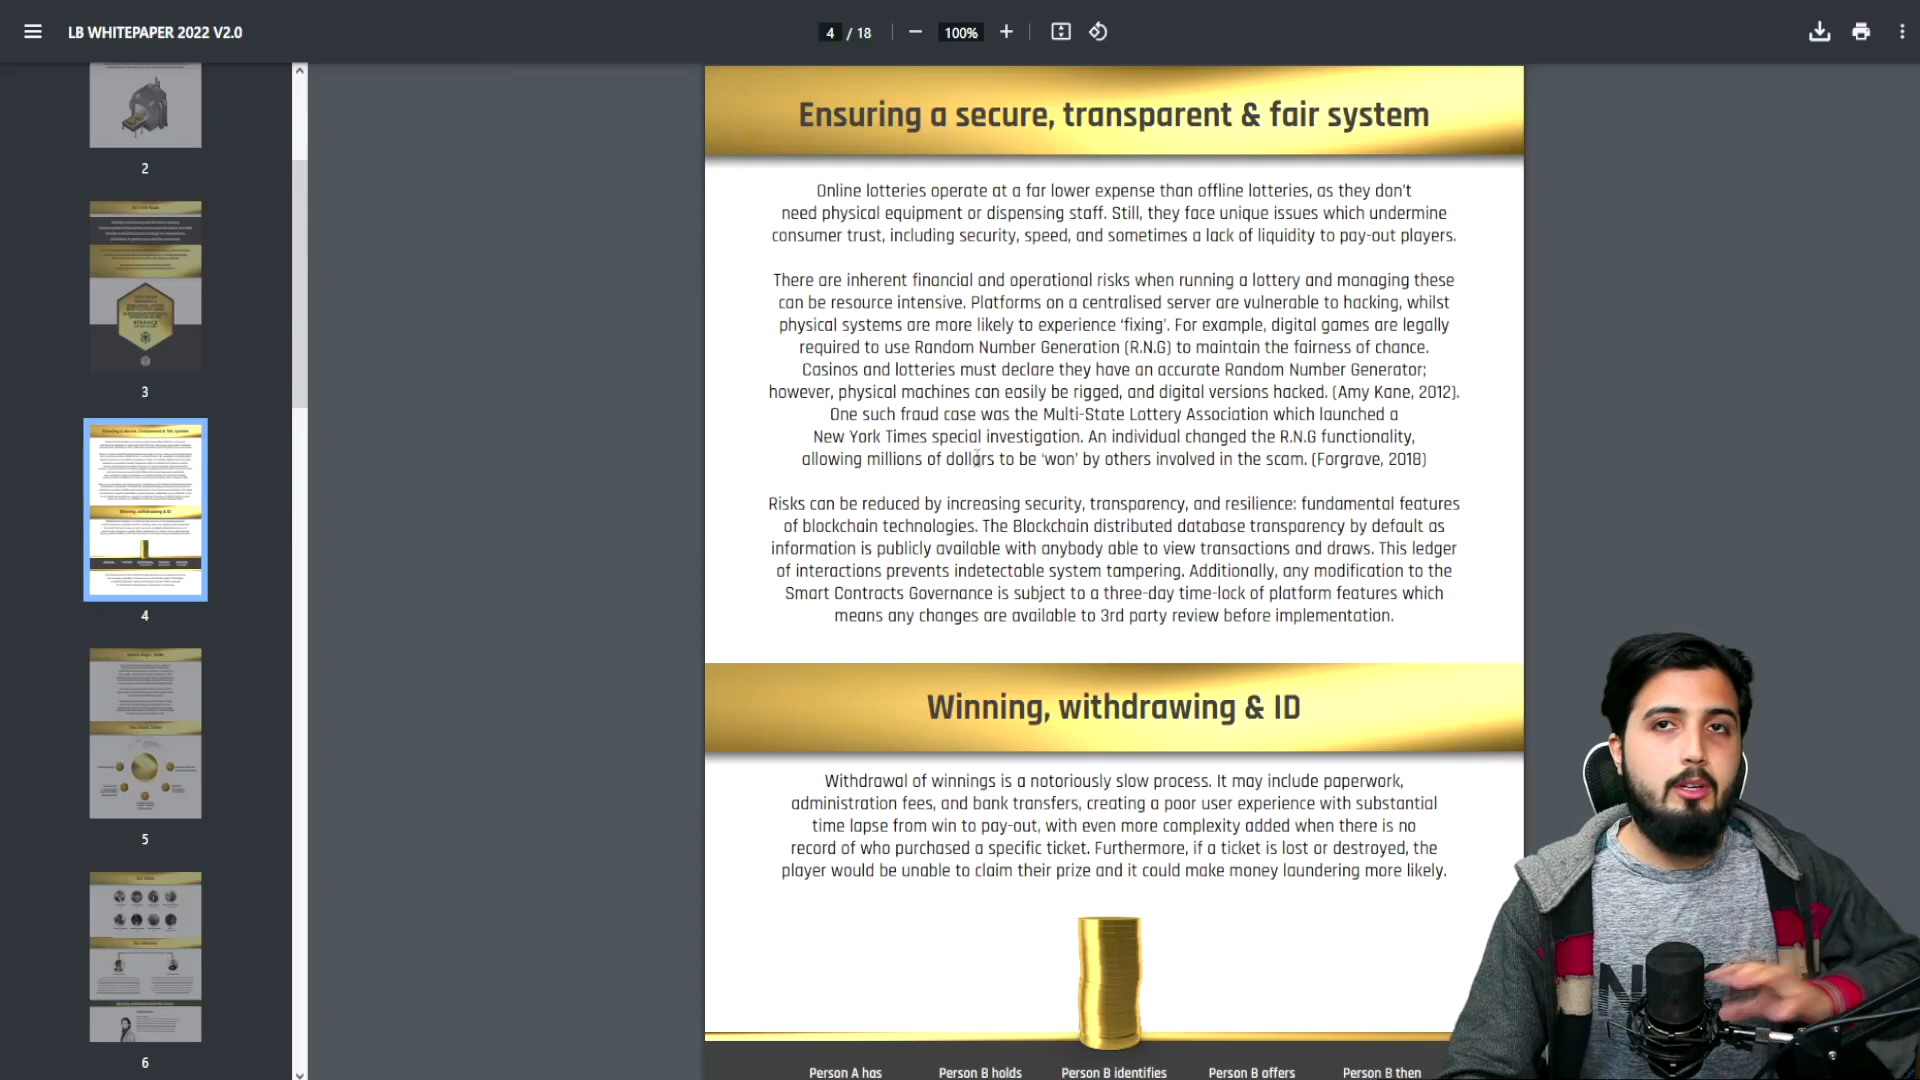 LB WHITEPAPER 2022 V2.0
4 / 18
100%
2
3
4
5
6
Ensuring a secure, transparent & fair system
Online lotteries operate at a far lower expense than offline lotteries, as they don't
need physical equipment or dispensing staff. Still, they face unique issues which undermine
consumer trust, including security, speed, and sometimes a lack of liquidity to pay-out players.
There are inherent financial and operational risks when running a lottery and managing these
can be resource intensive. Platforms on a centralised server are vulnerable to hacking, whilst
physical systems are more likely to experience 'fixing'. For example, digital games are legally
required to use Random Number Generation (R.N.G) to maintain the fairness of chance.
Casinos and lotteries must declare they have an accurate Random Number Generator;
however, physical machines can easily be rigged, and digital versions hacked. (Amy Kane, 2012).
One such fraud case was the Multi-State Lottery Association which launched a
New York Times special investigation. An individual changed the R.N.G functionality,
allowing millions of dollars to be 'won' by others involved in the scam. (Forgrave, 2018)
Risks can be reduced by increasing security, transparency, and resilience: fundamental features
of blockchain technologies. The Blockchain distributed database transparency by default as
information is publicly available with anybody able to view transactions and draws. This ledger
of interactions prevents indetectable system tampering. Additionally, any modification to the
Smart Contracts Governance is subject to a three-day time-lock of platform features which
means any changes are available to 3rd party review before implementation.
Winning, withdrawing & ID
Withdrawal of winnings is a notoriously slow process. It may include paperwork,
administration fees, and bank transfers, creating a poor user experience with substantial
time lapse from win to pay-out, with even more complexity added when there is no
record of who purchased a specific ticket. Furthermore, if a ticket is lost or destroyed, the
player would be unable to claim their prize and it could make money laundering more likely.
Person A has Person B holds Person B identifies Person B offers Person B then